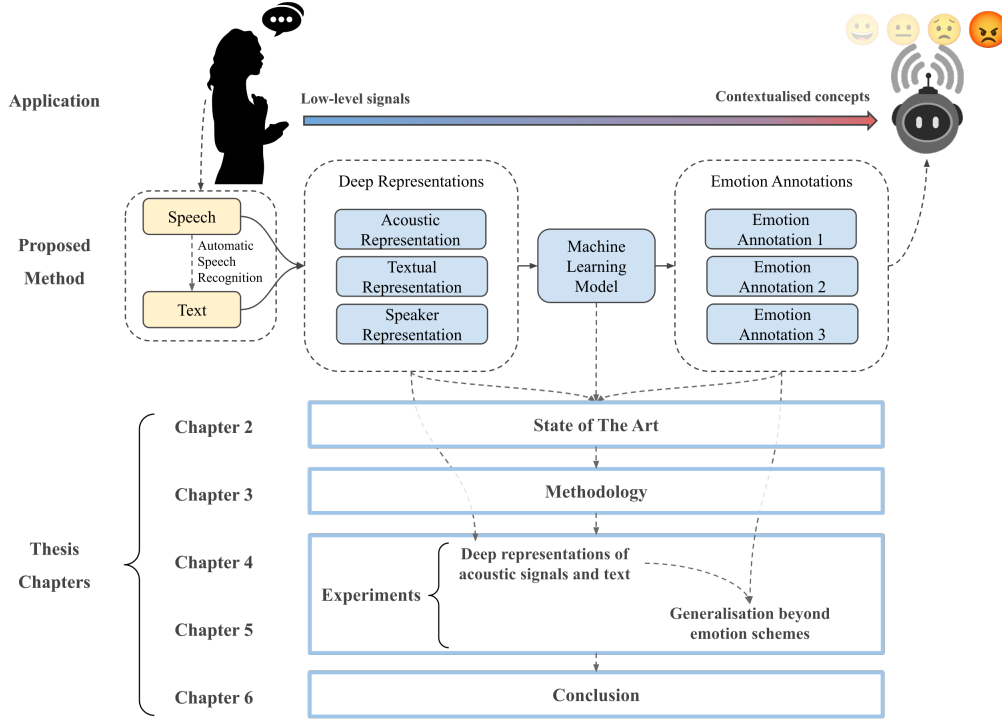 Application
Low-level signals
Contextualised concepts
Proposed
Method
Speech
Automatic
Speech
Recognition
Text
Deep Representations
Acoustic
Representation
Textual
Representation
Speaker
Representation
Machine
Learning
Model
Emotion Annotations
Emotion
Annotation 1
Emotion
Annotation 2
Emotion
Annotation 3
Thesis
Chapters
Chapter 2
State of The Art
Chapter 3
Methodology
Chapter 4
Experiments
Deep representations of
acoustic signals and text
Chapter 5
Generalisation beyond
emotion schemes
Chapter 6
Conclusion